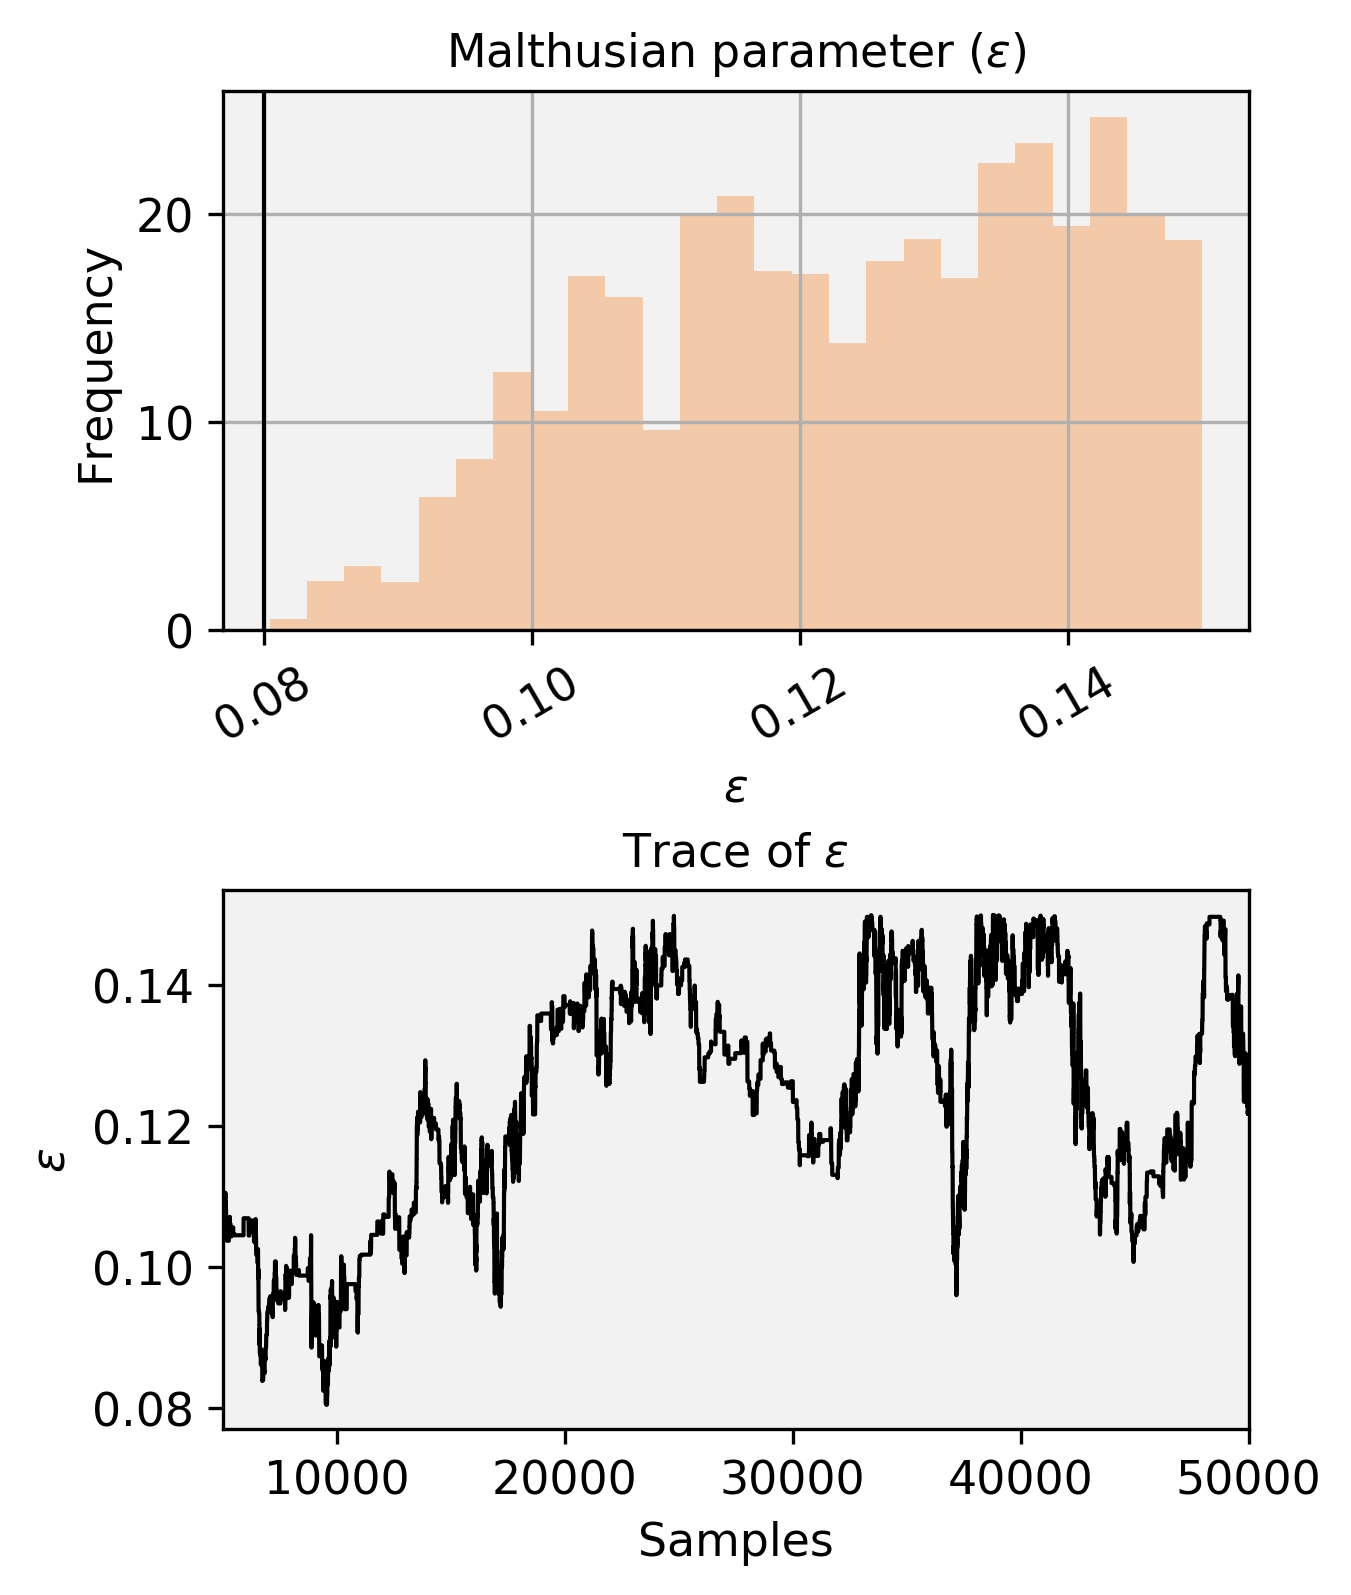 Malthusian parameter (ε)
Frequency
20
10
0
0.08 0.10 0.12 0.14
ε
Trace of ε
ε
0.14
0.12
0.10
0.08
10000 20000 30000 40000 50000
Samples